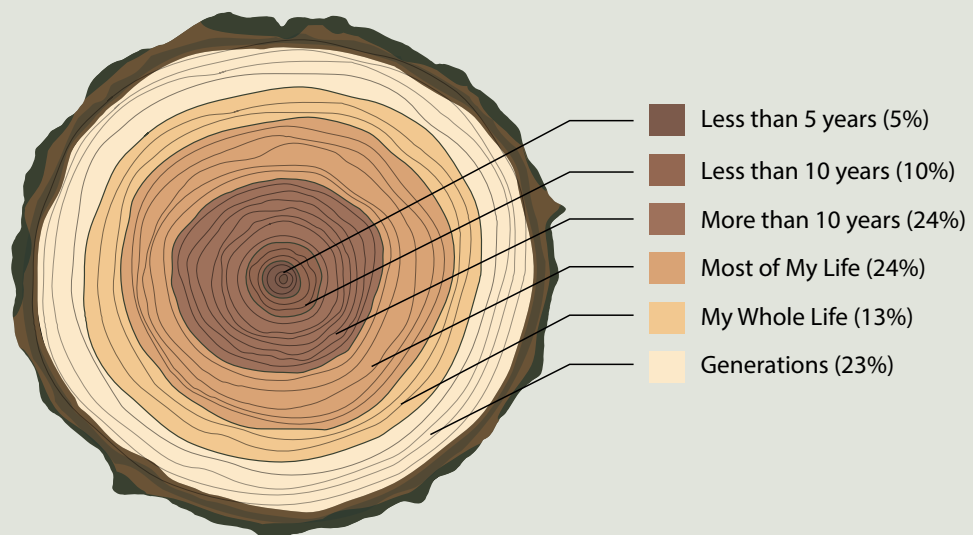 Less than 5 years (5%)
Less than 10 years (10%)
More than 10 years (24%)
Most of My Life (24%)
My Whole Life (13%)
Generations (23%)